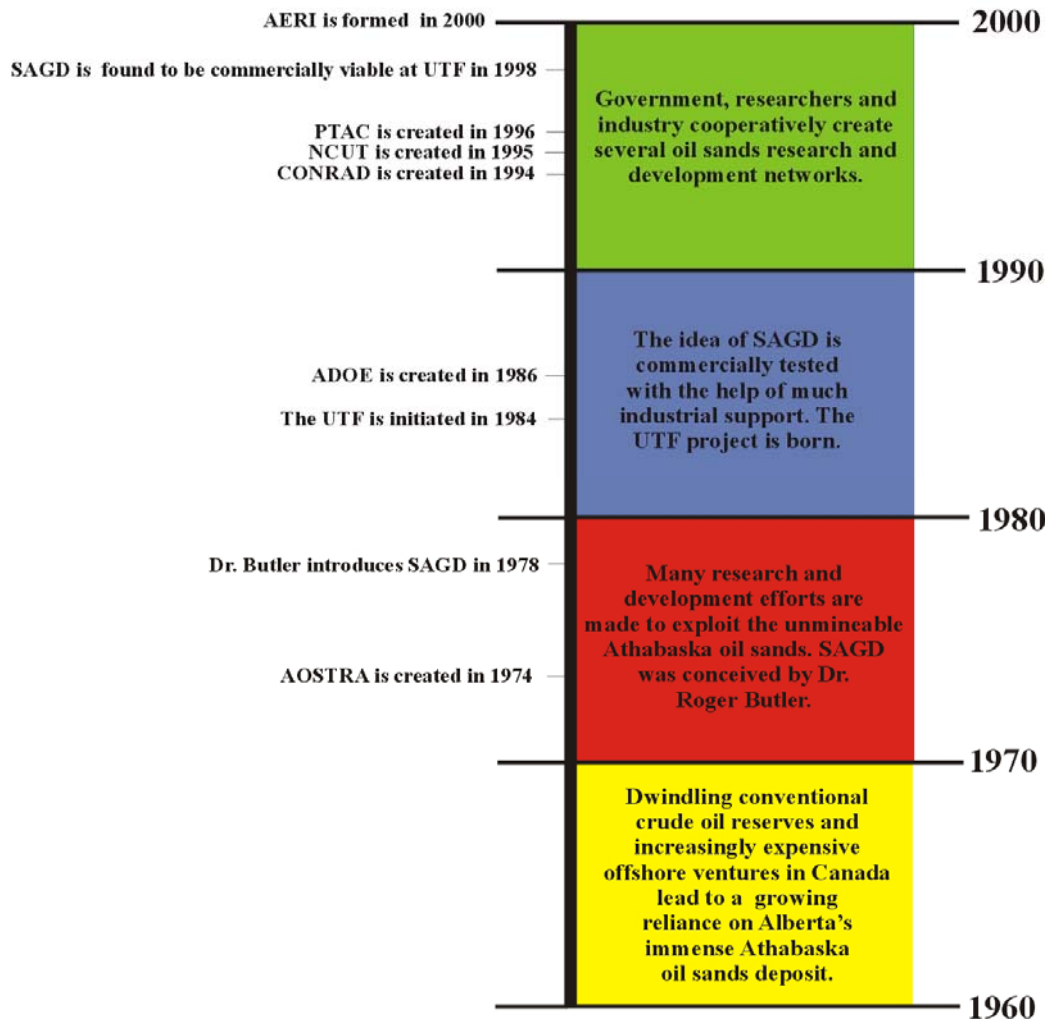 AERI is formed in 2000
2000
SAGD is found to be commercially viable at UTF in 1998
PTAC is created in 1996
NCUT is created in 1995
CONRAD is created in 1994
Government, researchers and
industry cooperatively create
several oil sands research and
development networks.
1990
ADOE is created in 1986
The UTF is initiated in 1984
The idea of SAGD is
commercially tested
with the help of much
industrial support. The
UTF project is born.
1980
Dr. Butler introduces SAGD in 1978
AOSTRA is created in 1974
Many research and
development efforts are
made to exploit the unmineable
Athabaska oil sands. SAGD
was conceived by Dr.
Roger Butler.
1970
Dwindling conventional
crude oil reserves and
increasingly expensive
offshore ventures in Canada
lead to a growing
reliance on Alberta's
immense Athabaska
oil sands deposit.
1960